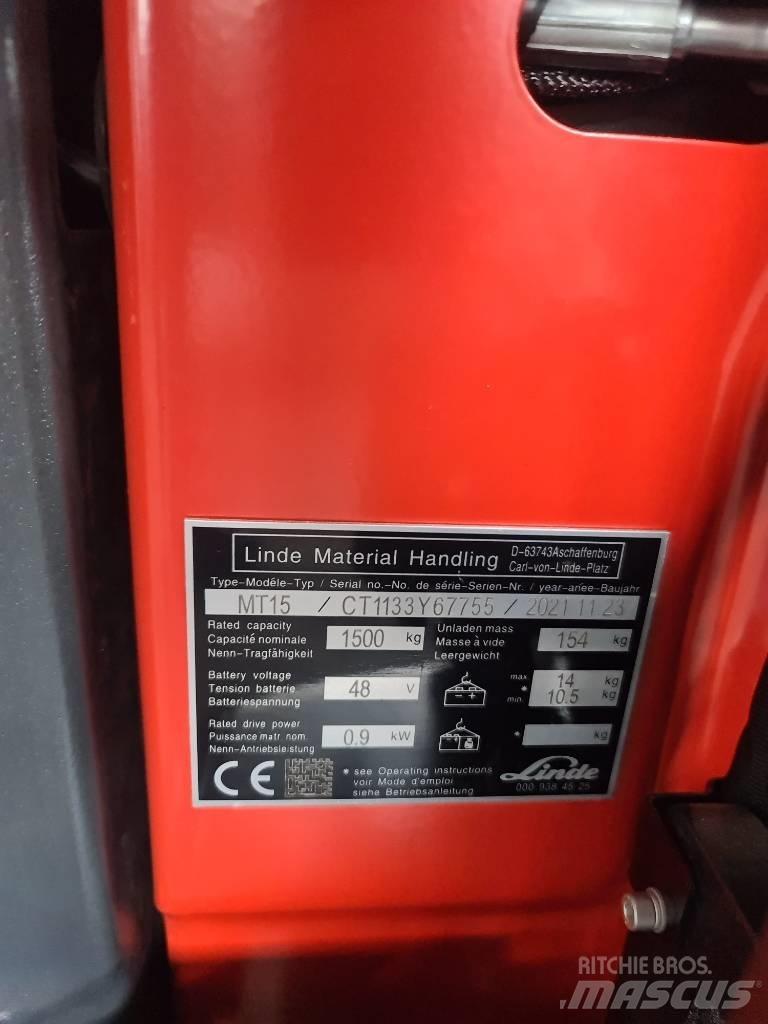 Linde Material Handling
D-63743Aschaffenburg
Carl-von-Linde-Platz
Type-Modéle-Typ / Serial no.-No. de série-Serien-Nr. / year-anee-Baujahr
MT15 / CT1133Y67755 / 2021 11 23
Rated capacity
Capacité nominale
Nenn-Tragfähigkeit
1500 kg
Unladen mass
Masse à vide
Leergewicht
154 kg
Battery voltage
Tension batterie
Batteriespannung
48 V
- +
max. 14 kg
*
min. 10.5 kg
Rated drive power
Puissance matr. nom.
Nenn-Antriebsleistung
0.9 kW
- +
* kg
CE
* see Operating instructions
voir Mode d'emploi
siehe Betriebsanleitung
Linde
000 938 45 25
RITCHIE BROS.
MASCUS